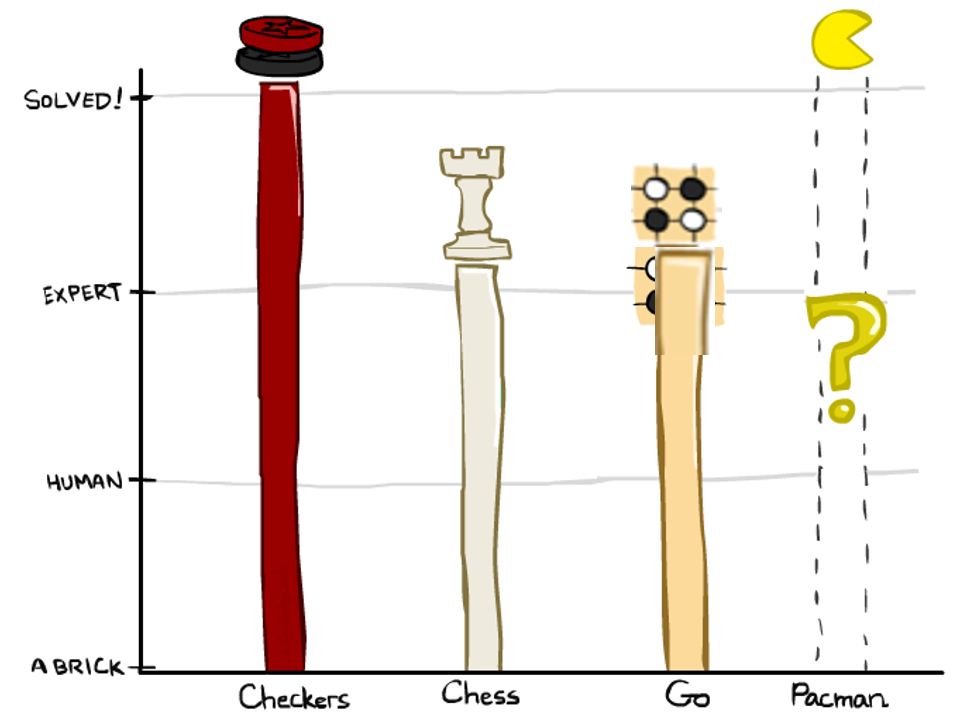 SOLVED!
EXPERT
?
HUMAN
A BRICK
Checkers Chess Go Pacman